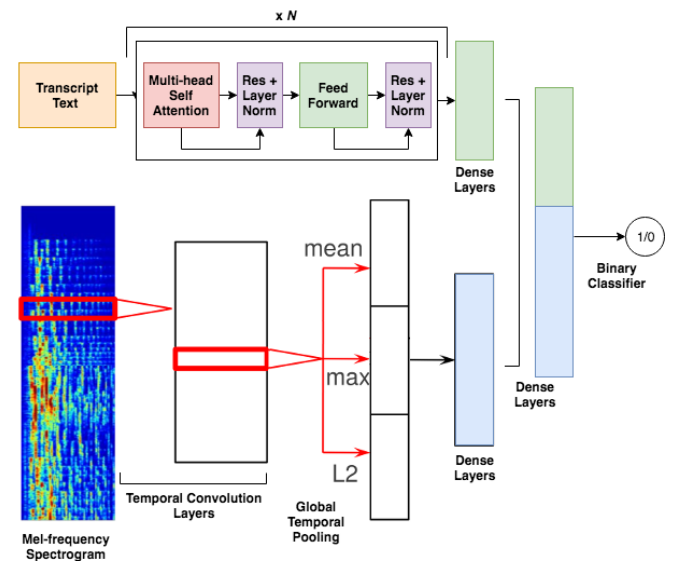 x N
Transcript
Text
Multi-head
Self
Attention
Res +
Layer
Norm
Feed
Forward
Res +
Layer
Norm
Dense
Layers
mean
max
L2
1/0
Binary
Classifier
Dense
Layers
Dense
Layers
Temporal Convolution
Layers
Global
Temporal
Pooling
Mel-frequency
Spectrogram